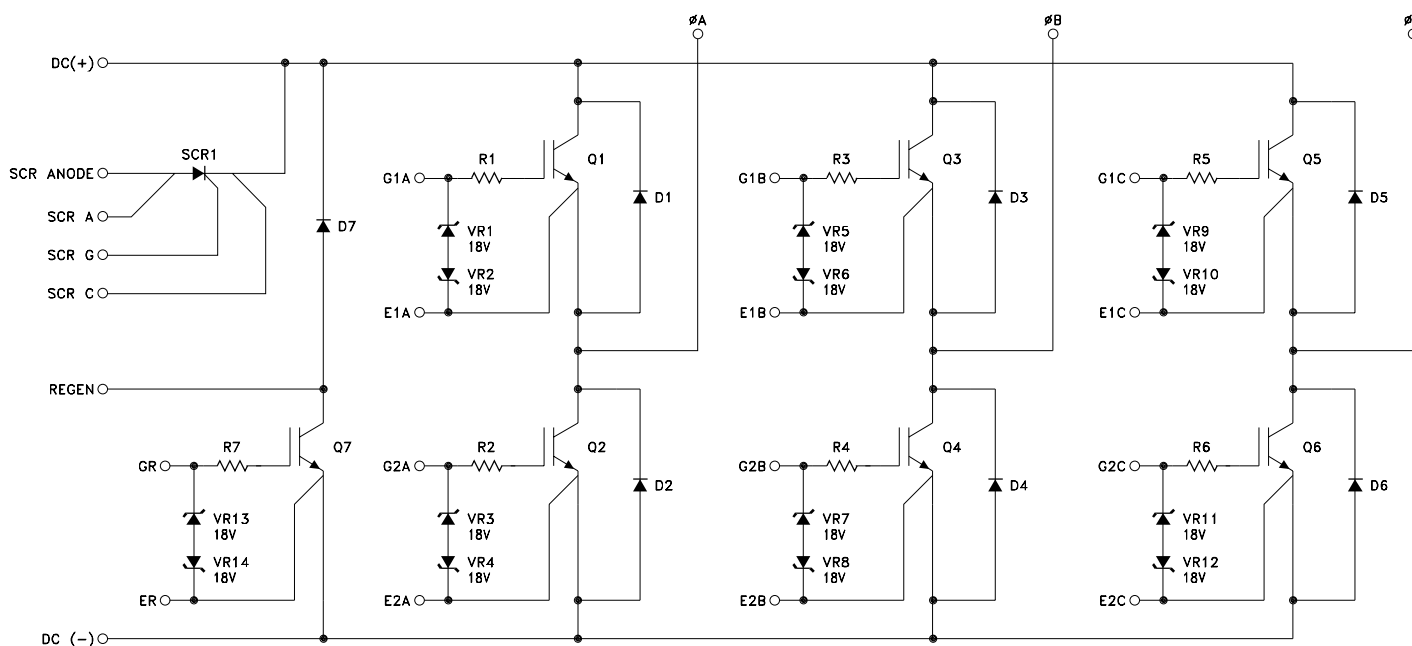 øA
øB
ø
DC(+)
SCR1
SCR ANODE
SCR A
SCR G
SCR C
D7
REGEN
G1A
R1
Q1
D1
VR1
18V
VR2
18V
E1A
G1B
R3
Q3
D3
VR5
18V
VR6
18V
E1B
G1C
R5
Q5
D5
VR9
18V
VR10
18V
E1C
GR
R7
Q7
VR13
18V
VR14
18V
ER
G2A
R2
Q2
D2
VR3
18V
VR4
18V
E2A
G2B
R4
Q4
D4
VR7
18V
VR8
18V
E2B
G2C
R6
Q6
D6
VR11
18V
VR12
18V
E2C
DC (-)